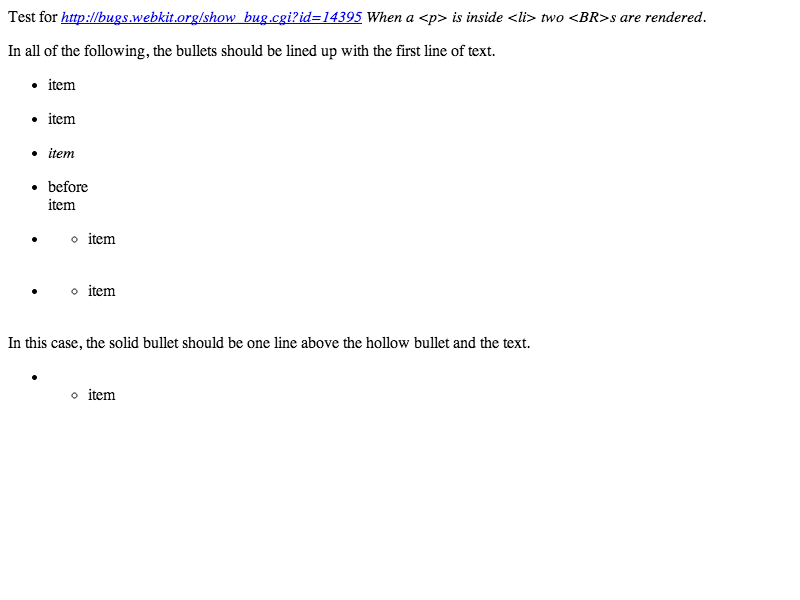 Test for http://bugs.webkit.org/show_bug.cgi?id=14395 When a <p> is inside <li> two <BR>s are rendered.
In all of the following, the bullets should be lined up with the first line of text.
• item
• item
• item
• before
item
• ◦ item
• ◦ item
In this case, the solid bullet should be one line above the hollow bullet and the text.
•
◦ item